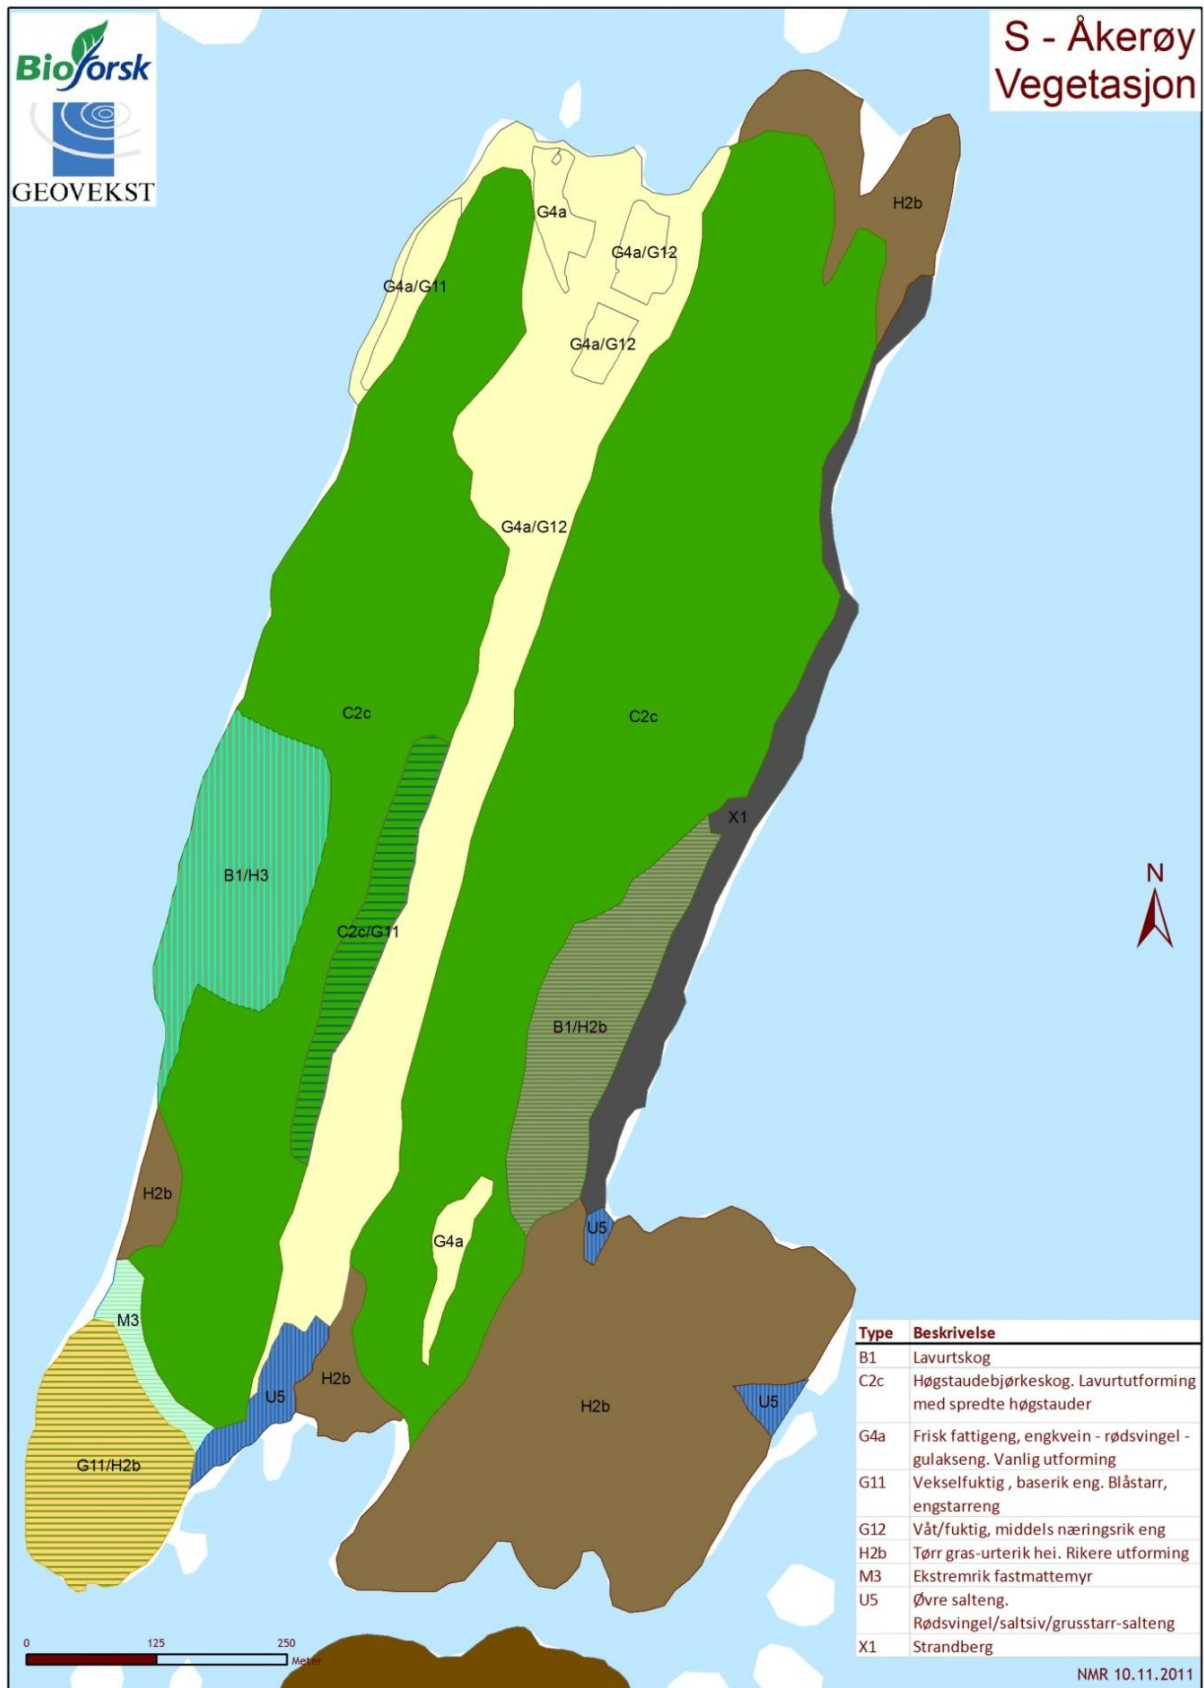 Bioforsk
GEOVEKST
S - Åkerøy
Vegetasjon
H2b
G4a
G4a/G12
G4a/G11
G4a/G12
G4a/G12
C2c
C2c
X1
B1/H3
C2c/G11
N
B1/H2b
H2b
U5
G4a
M3
H2b
U5
H2b
U5
G11/H2b
Type Beskrivelse
B1 Lavurtskog
C2c Høgstaudebjørkeskog. Lavurtutforming
med spredte høgstauder
G4a Frisk fattigeng, engkvein - rødsvingel -
gulakseng. Vanlig utforming
G11 Vekselfuktig , baserik eng. Blåstarr,
engstarreng
G12 Våt/fuktig, middels næringsrik eng
H2b Tørr gras-urterik hei. Rikere utforming
M3 Ekstremrik fastmattemyr
U5 Øvre salteng.
Rødsvingel/saltsiv/grusstarr-salteng
X1 Strandberg
0 125 250
Meter
NMR 10.11.2011